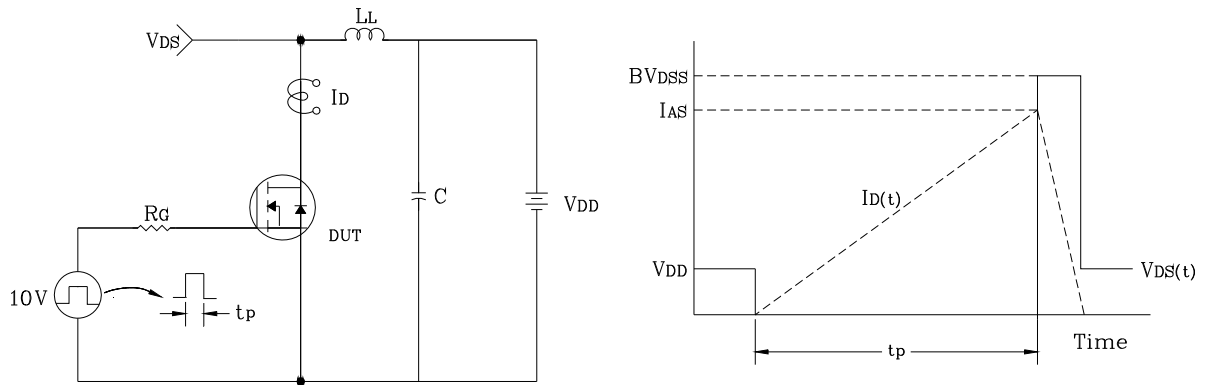 LL
VDS
ID
C
VDD
RG
DUT
10V
tp
BVDSS
IAS
ID(t)
VDD
VDS(t)
Time
tp